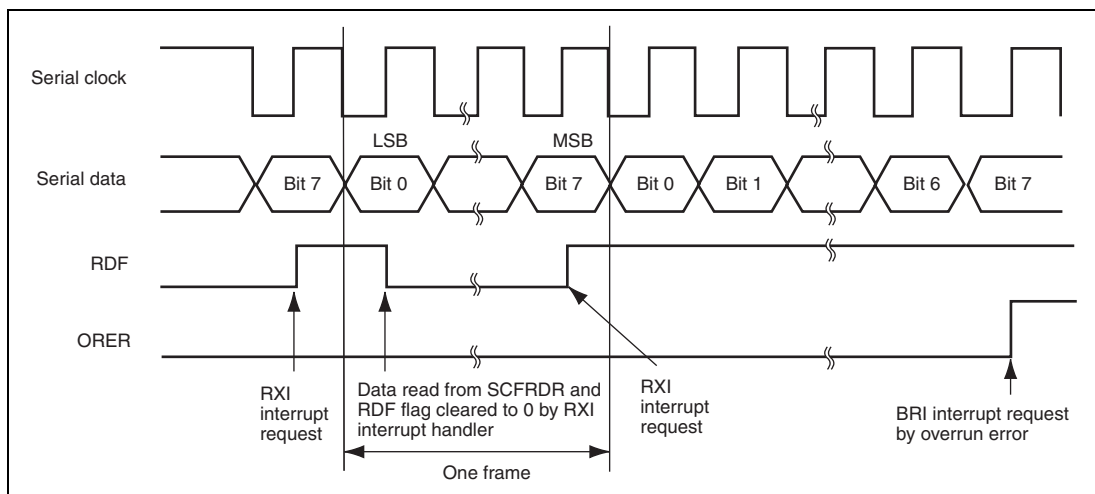 Serial clock
LSB
MSB
Serial data
Bit 7
Bit 0
Bit 7
Bit 0
Bit 1
Bit 6
Bit 7
RDF
ORER
RXI
interrupt
request
Data read from SCFRDR and
RDF flag cleared to 0 by RXI
interrupt handler
RXI
interrupt
request
BRI interrupt request
by overrun error
One frame